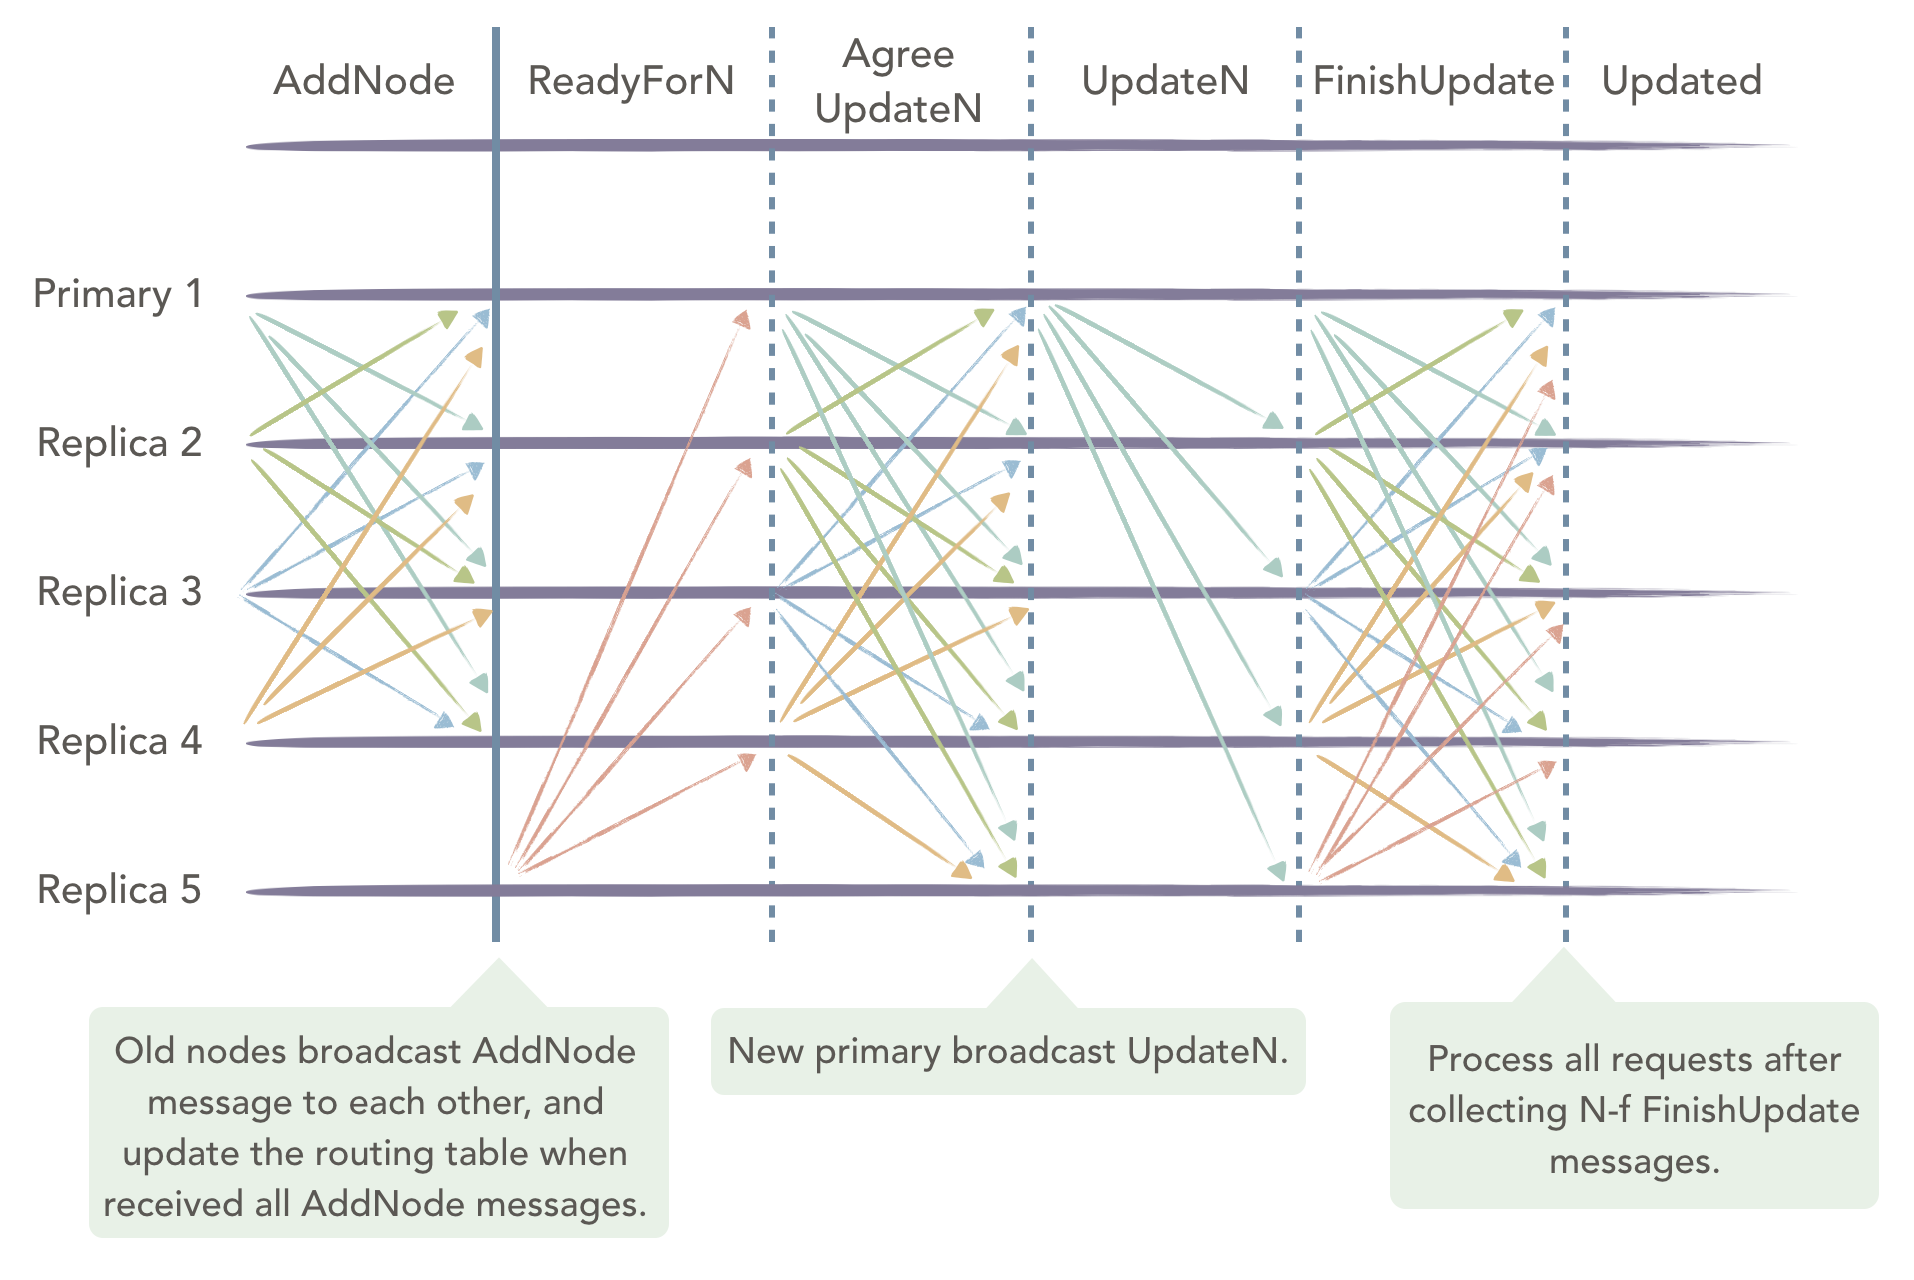 AddNode
ReadyForN
Agree
UpdateN
UpdateN
FinishUpdate
Updated
Primary 1
Replica 2
Replica 3
Replica 4
Replica 5
Old nodes broadcast AddNode
message to each other, and
update the routing table when
received all AddNode messages.
New primary broadcast UpdateN.
Process all requests after
collecting N-f FinishUpdate
messages.